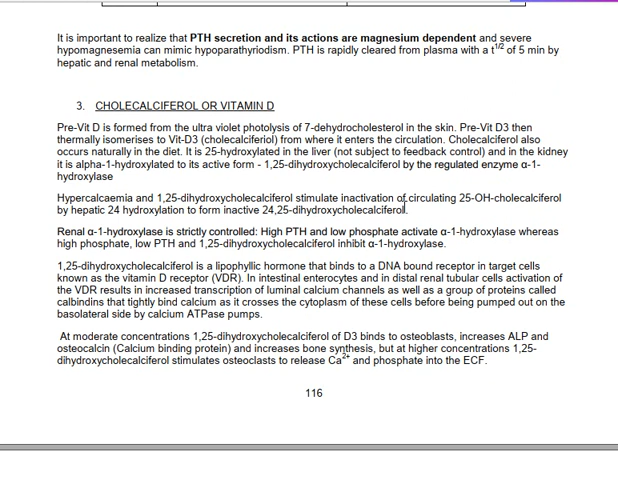 It is important to realize that PTH secretion and its actions are magnesium dependent and severe
hypomagnesemia can mimic hypoparathyriodism. PTH is rapidly cleared from plasma with a t1/2 of 5 min by
hepatic and renal metabolism.
3. CHOLECALCIFEROL OR VITAMIN D
Pre-Vit D is formed from the ultra violet photolysis of 7-dehydrocholesterol in the skin. Pre-Vit D3 then
thermally isomerises to Vit-D3 (cholecalciferiol) from where it enters the circulation. Cholecalciferol also
occurs naturally in the diet. It is 25-hydroxylated in the liver (not subject to feedback control) and in the kidney
it is alpha-1-hydroxylated to its active form - 1,25-dihydroxycholecalciferol by the regulated enzyme α-1-
hydroxylase
Hypercalcaemia and 1,25-dihydroxycholecalciferol stimulate inactivation of circulating 25-OH-cholecalciferol
by hepatic 24 hydroxylation to form inactive 24,25-dihydroxycholecalciferol.
Renal α-1-hydroxylase is strictly controlled: High PTH and low phosphate activate α-1-hydroxylase whereas
high phosphate, low PTH and 1,25-dihydroxycholecalciferol inhibit α-1-hydroxylase.
1,25-dihydroxycholecalciferol is a lipophyllic hormone that binds to a DNA bound receptor in target cells
known as the vitamin D receptor (VDR). In intestinal enterocytes and in distal renal tubular cells activation of
the VDR results in increased transcription of luminal calcium channels as well as a group of proteins called
calbindins that tightly bind calcium as it crosses the cytoplasm of these cells before being pumped out on the
basolateral side by calcium ATPase pumps.
At moderate concentrations 1,25-dihydroxycholecalciferol of D3 binds to osteoblasts, increases ALP and
osteocalcin (Calcium binding protein) and increases bone synthesis, but at higher concentrations 1,25-
dihydroxycholecalciferol stimulates osteoclasts to release Ca2+ and phosphate into the ECF.
116